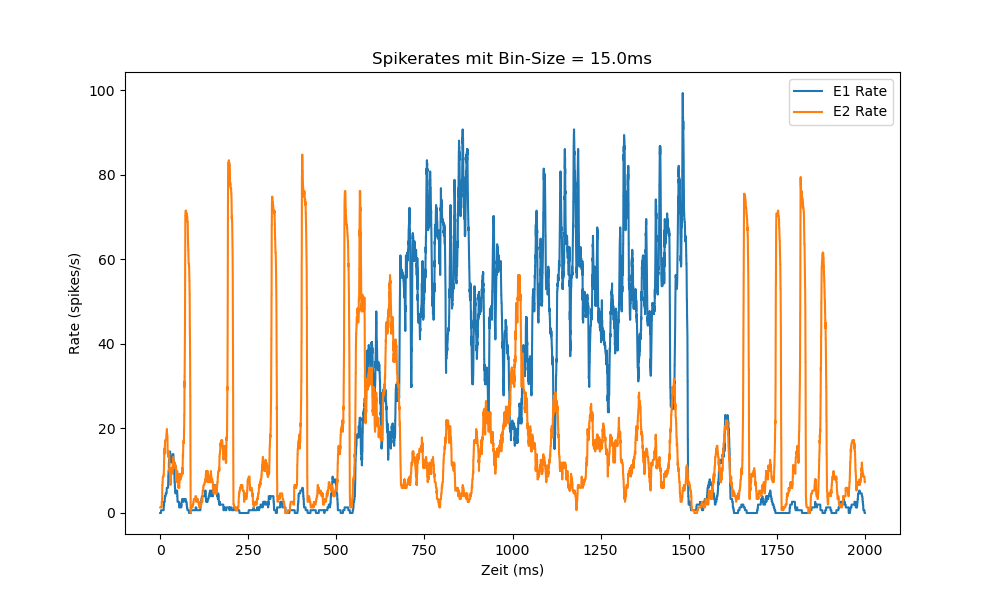 Spikerates mit Bin-Size = 15.0ms
E1 Rate
E2 Rate
100
80
60
40
20
0
Rate (spikes/s)
0 250 500 750 1000 1250 1500 1750 2000
Zeit (ms)